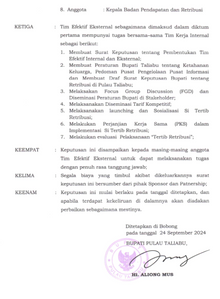 8. Anggota : Kepala Badan Pendapatan dan Retribusi
KETIGA : Tim Efektif Eksternal sebagaimana dimaksud dalam diktum
pertama mempunyai tugas bersama-sama Tim Kerja Internal
sebagai berikut:
1. Membuat Surat Keputusan tentang Pembentukan Tim
Efektif Internal dan Eksternal;
2. Membuat Peraturan Bupati Taliabu tentang Ketahanan
Keluarga, Pedoman Pusat Pengelolaan Pusat Informasi
dan Membuat Draf Surat Keputusan Bupati tentang
Retribusi di Pulau Taliabu;
3. Melaksanakan Focus Group Discussion (FGD) dan
Diseminasi Peraturan Bupati di Stakeholder;
4. Melaksanakan Diseminasi Tarif Kompetitif;
5. Melaksanakan launching dan Sosialisasi Si Tertib
Retribusi;
6. Melakukan Perjanjian Kerja Sama (PKS) dalam
Implementasi Si Tertib Retribusi;
7. Melakukan evaluasi Pelaksanaan "Tertib Retribusi";
KEEMPAT : Keputusan ini disampaikan kepada masing-masing anggota
Tim Efektif Eksternal untuk dapat melaksanakan tugas
dengan penuh rasa tanggung jawab;
KELIMA : Segala biaya yang timbul akibat dikeluarkannya surat
keputusan ini bersumber dari pihak Sponsor dan Partnership;
KEENAM : Keputusan ini mulai berlaku pada tanggal ditetapkan, dan
apabila terdapat kekeliruan di dalamnya akan diadakan
perbaikan sebagaimana mestinya.
Ditetapkan di Bobong
pada tanggal 24 September 2024
BUPATI PULAU TALIABU,
H. ALIONG MUS